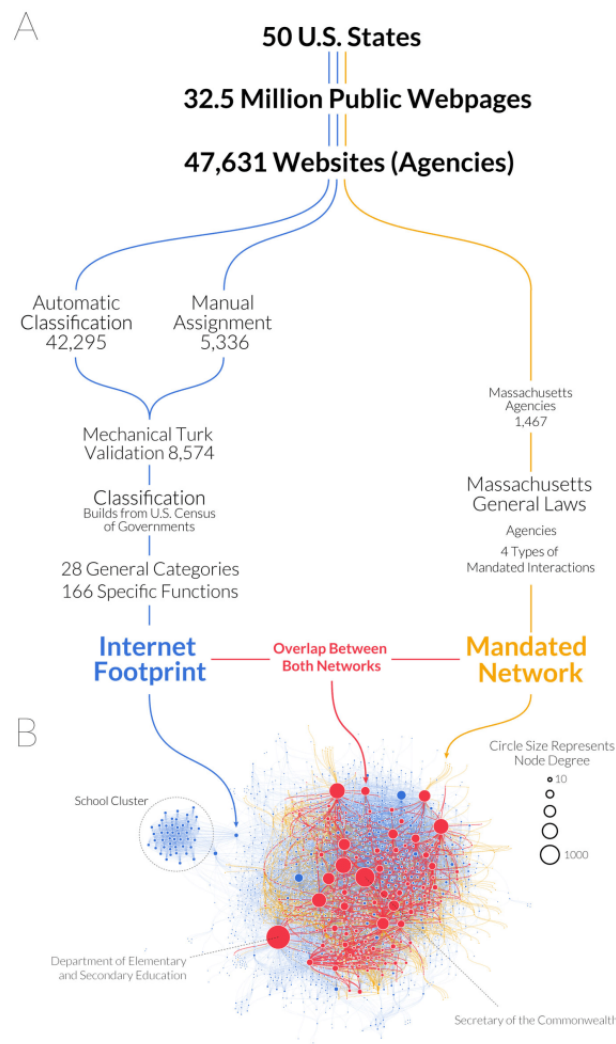 A
50 U.S. States
32.5 Million Public Webpages
47,631 Websites (Agencies)
Automatic
Classification
42,295
Manual
Assignment
5,336
Massachusetts
Agencies
1,467
Mechanical Turk
Validation 8,574
Classification
Builds from U.S. Census
of Governments
Massachusetts
General Laws
Agencies
4 Types of
Mandated Interactions
28 General Categories
166 Specific Functions
Internet
Footprint
Overlap Between
Both Networks
Mandated
Network
B
Circle Size Represents
Node Degree
10
1000
School Cluster
Department of Elementary
and Secondary Education
Secretary of the Commonwealth